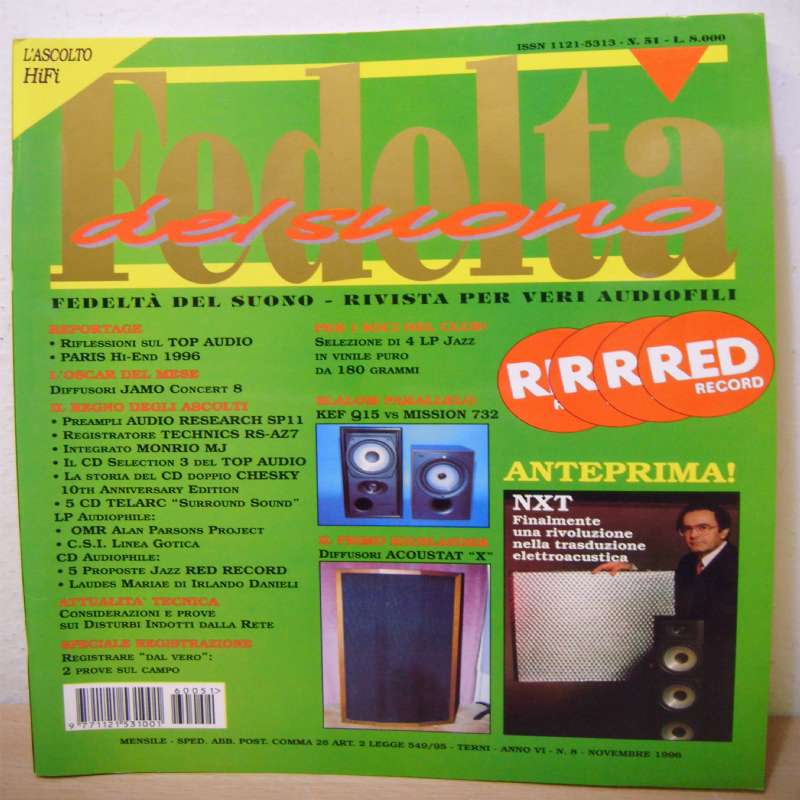 L'ASCOLTO
HiFi
ISSN 1121-5313 - N. 51 - L. 8.000
Fedeltà
del suono
FEDELTÀ DEL SUONO - RIVISTA PER VERI AUDIOFILI
REPORTAGE
• RIFLESSIONI SUL TOP AUDIO
• PARIS HI-END 1996
L'OSCAR DEL MESE
DIFFUSORI JAMO CONCERT 8
IL REGNO DEGLI ASCOLTI
• PREAMPLI AUDIO RESEARCH SP11
• REGISTRATORE TECHNICS RS-AZ7
• INTEGRATO MONRIO MJ
• IL CD SELECTION 3 DEL TOP AUDIO
• LA STORIA DEL CD DOPPIO CHESKY
10TH ANNIVERSARY EDITION
• 5 CD TELARC "SURROUND SOUND"
LP AUDIOPHILE:
• OMR ALAN PARSONS PROJECT
• C.S.I. LINEA GOTICA
CD AUDIOPHILE:
• 5 PROPOSTE JAZZ RED RECORD
• LAUDES MARIAE DI IRLANDO DANIELI
ATTUALITA' TECNICA
CONSIDERAZIONI E PROVE
SUI DISTURBI INDOTTI DALLA RETE
SPECIALE REGISTRAZIONE
REGISTRARE "DAL VERO":
2 PROVE SUL CAMPO
PER I SOCI DEL CLUB:
SELEZIONE DI 4 LP JAZZ
IN VINILE PURO
DA 180 GRAMMI
SLALOM PARALLELO
KEF Q15 VS MISSION 732
IL PRIMO HIGHLANDER
DIFFUSORI ACOUSTAT "X"
RED
RECORD
ANTEPRIMA!
NXT
Finalmente
una rivoluzione
nella trasduzione
elettroacustica
60051>
9 771121 531001
MENSILE - SPED. ABB. POST. COMMA 26 ART. 2 LEGGE 549/95 - TERNI - ANNO VI - N. 8 - NOVEMBRE 1996